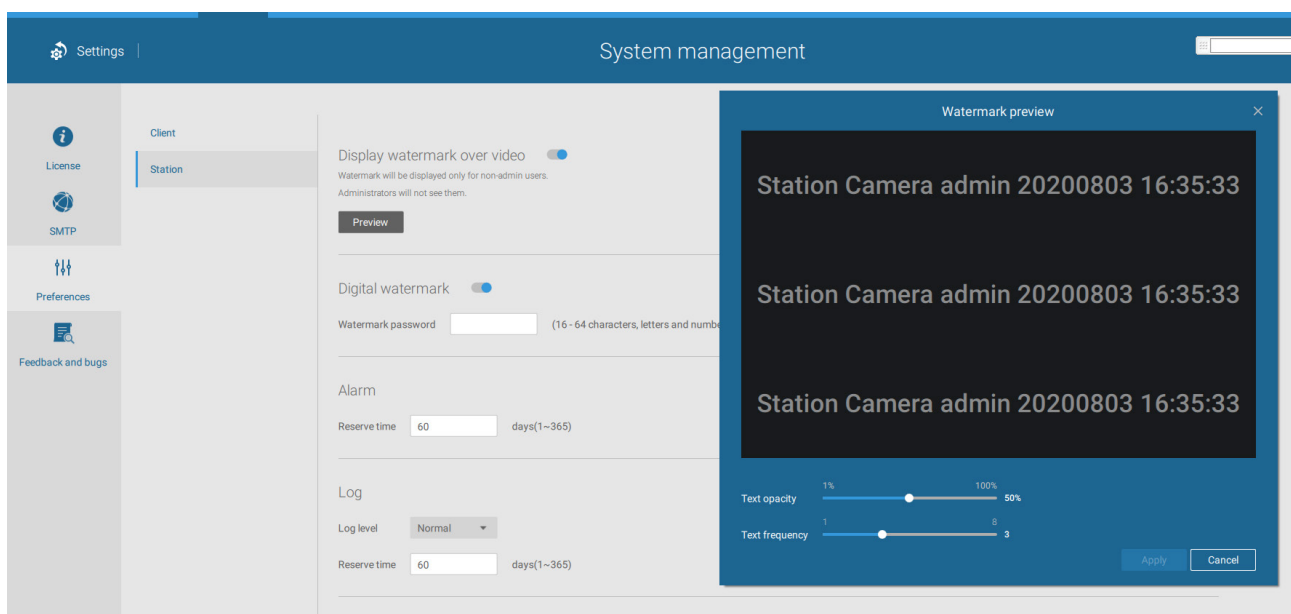 Settings
System management
License
SMTP
Preferences
Feedback and bugs
Client
Station
Display watermark over video
Watermark will be displayed only for non-admin users.
Administrators will not see them.
Preview
Digital watermark
Watermark password (16 - 64 characters, letters and numbe
Alarm
Reserve time 60 days(1~365)
Log
Log level Normal
Reserve time 60 days(1~365)
Watermark preview
Station Camera admin 20200803 16:35:33
Station Camera admin 20200803 16:35:33
Station Camera admin 20200803 16:35:33
1% 100%
Text opacity 50%
1 8
Text frequency 3
Apply Cancel